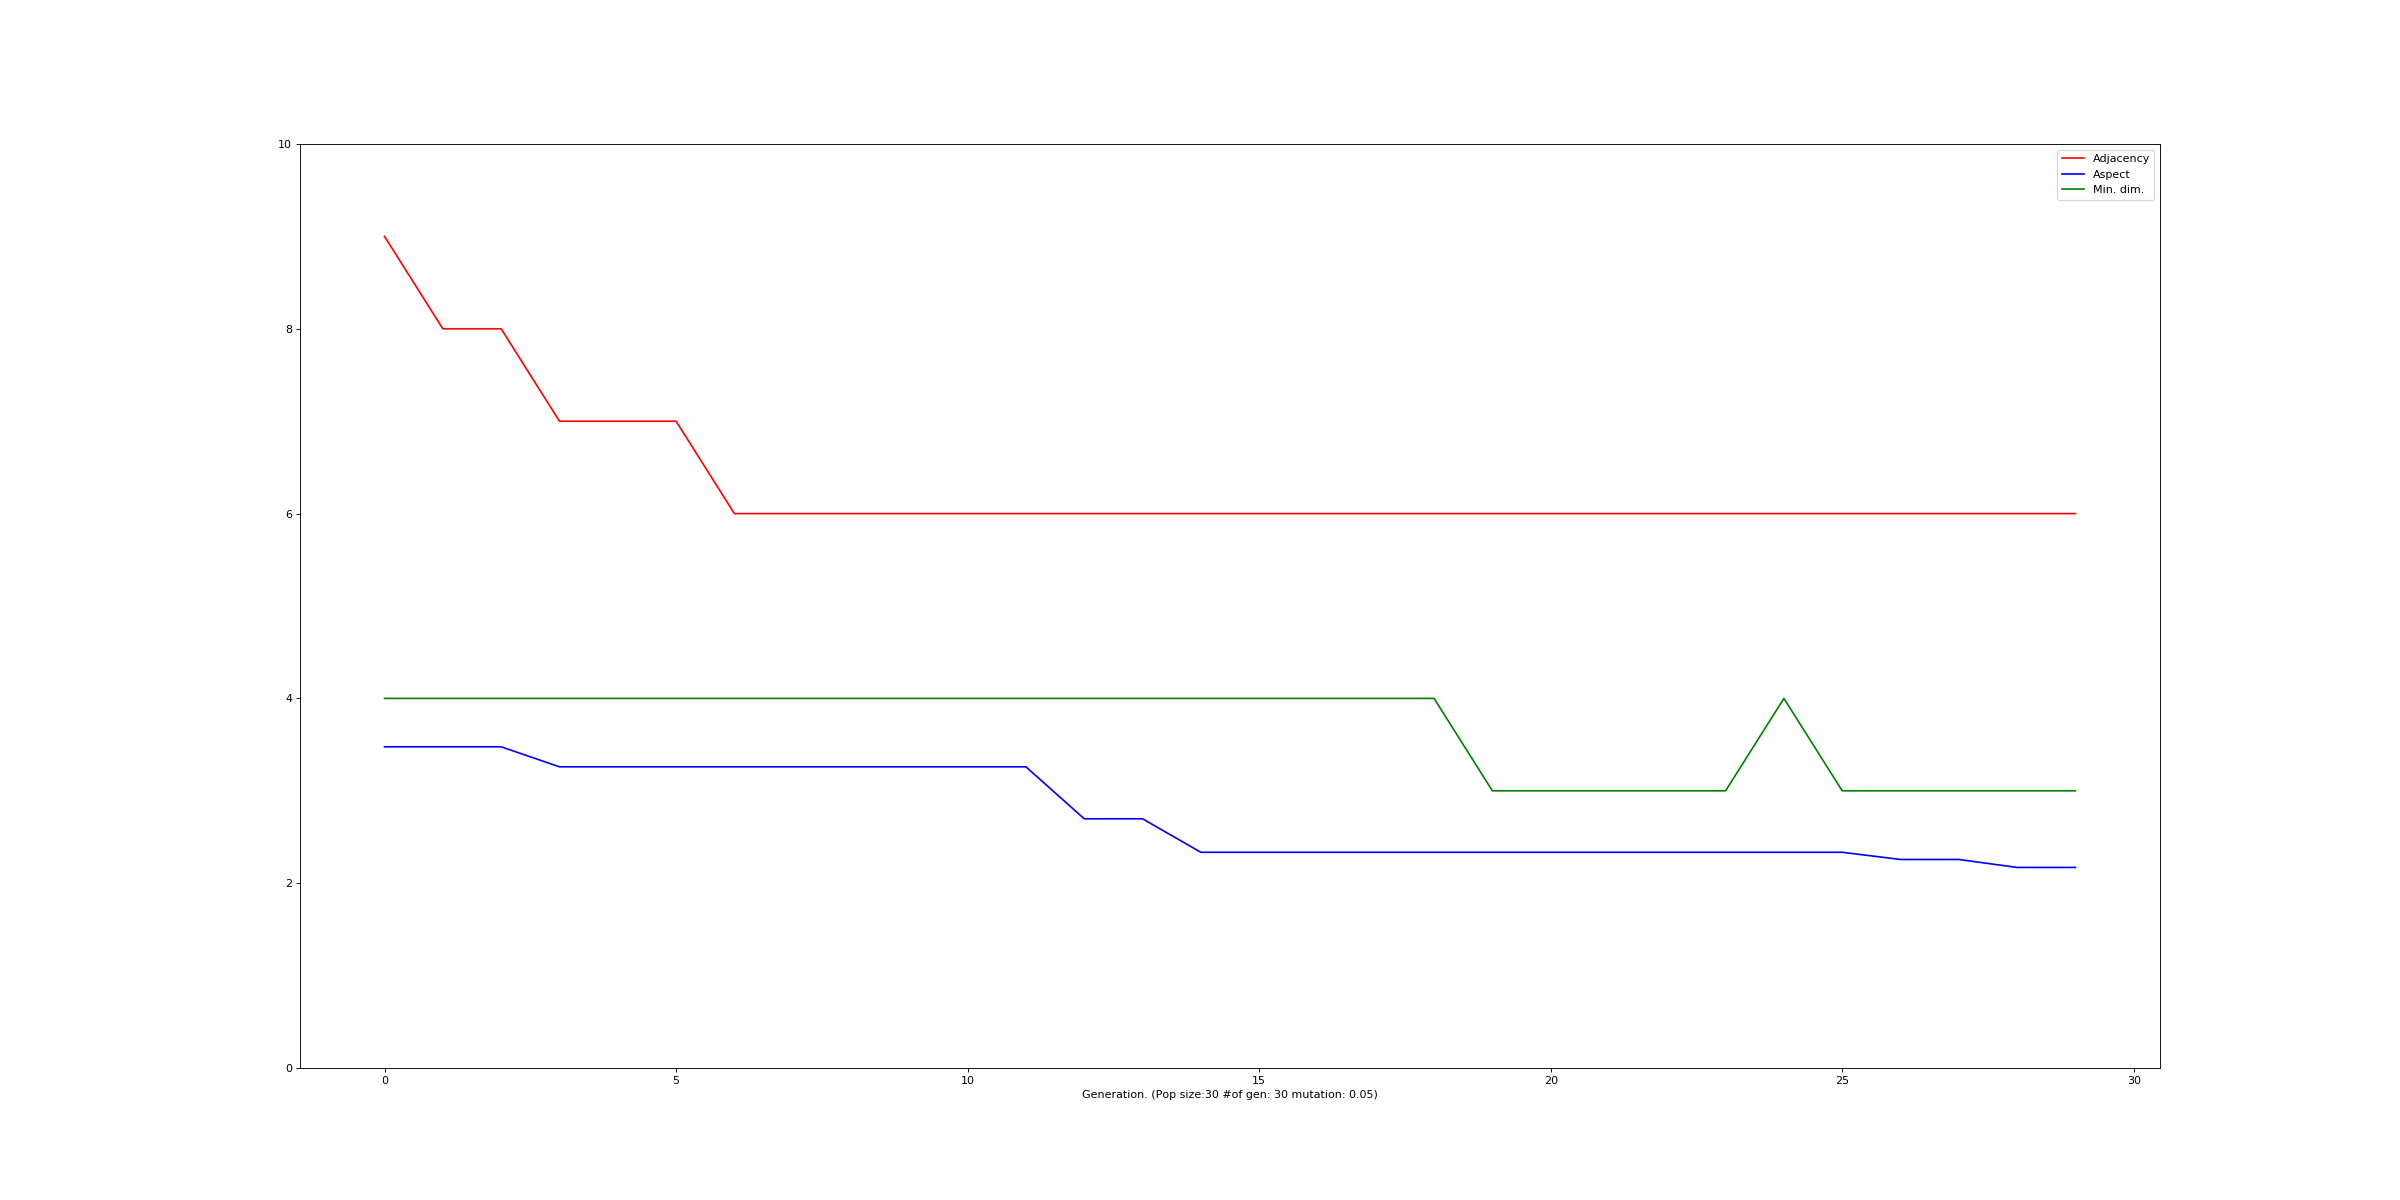 10
8
6
4
2
0
Adjacency
Aspect
Min. dim.
0 5 10 15 20 25 30
Generation. (Pop size:30 #of gen: 30 mutation: 0.05)